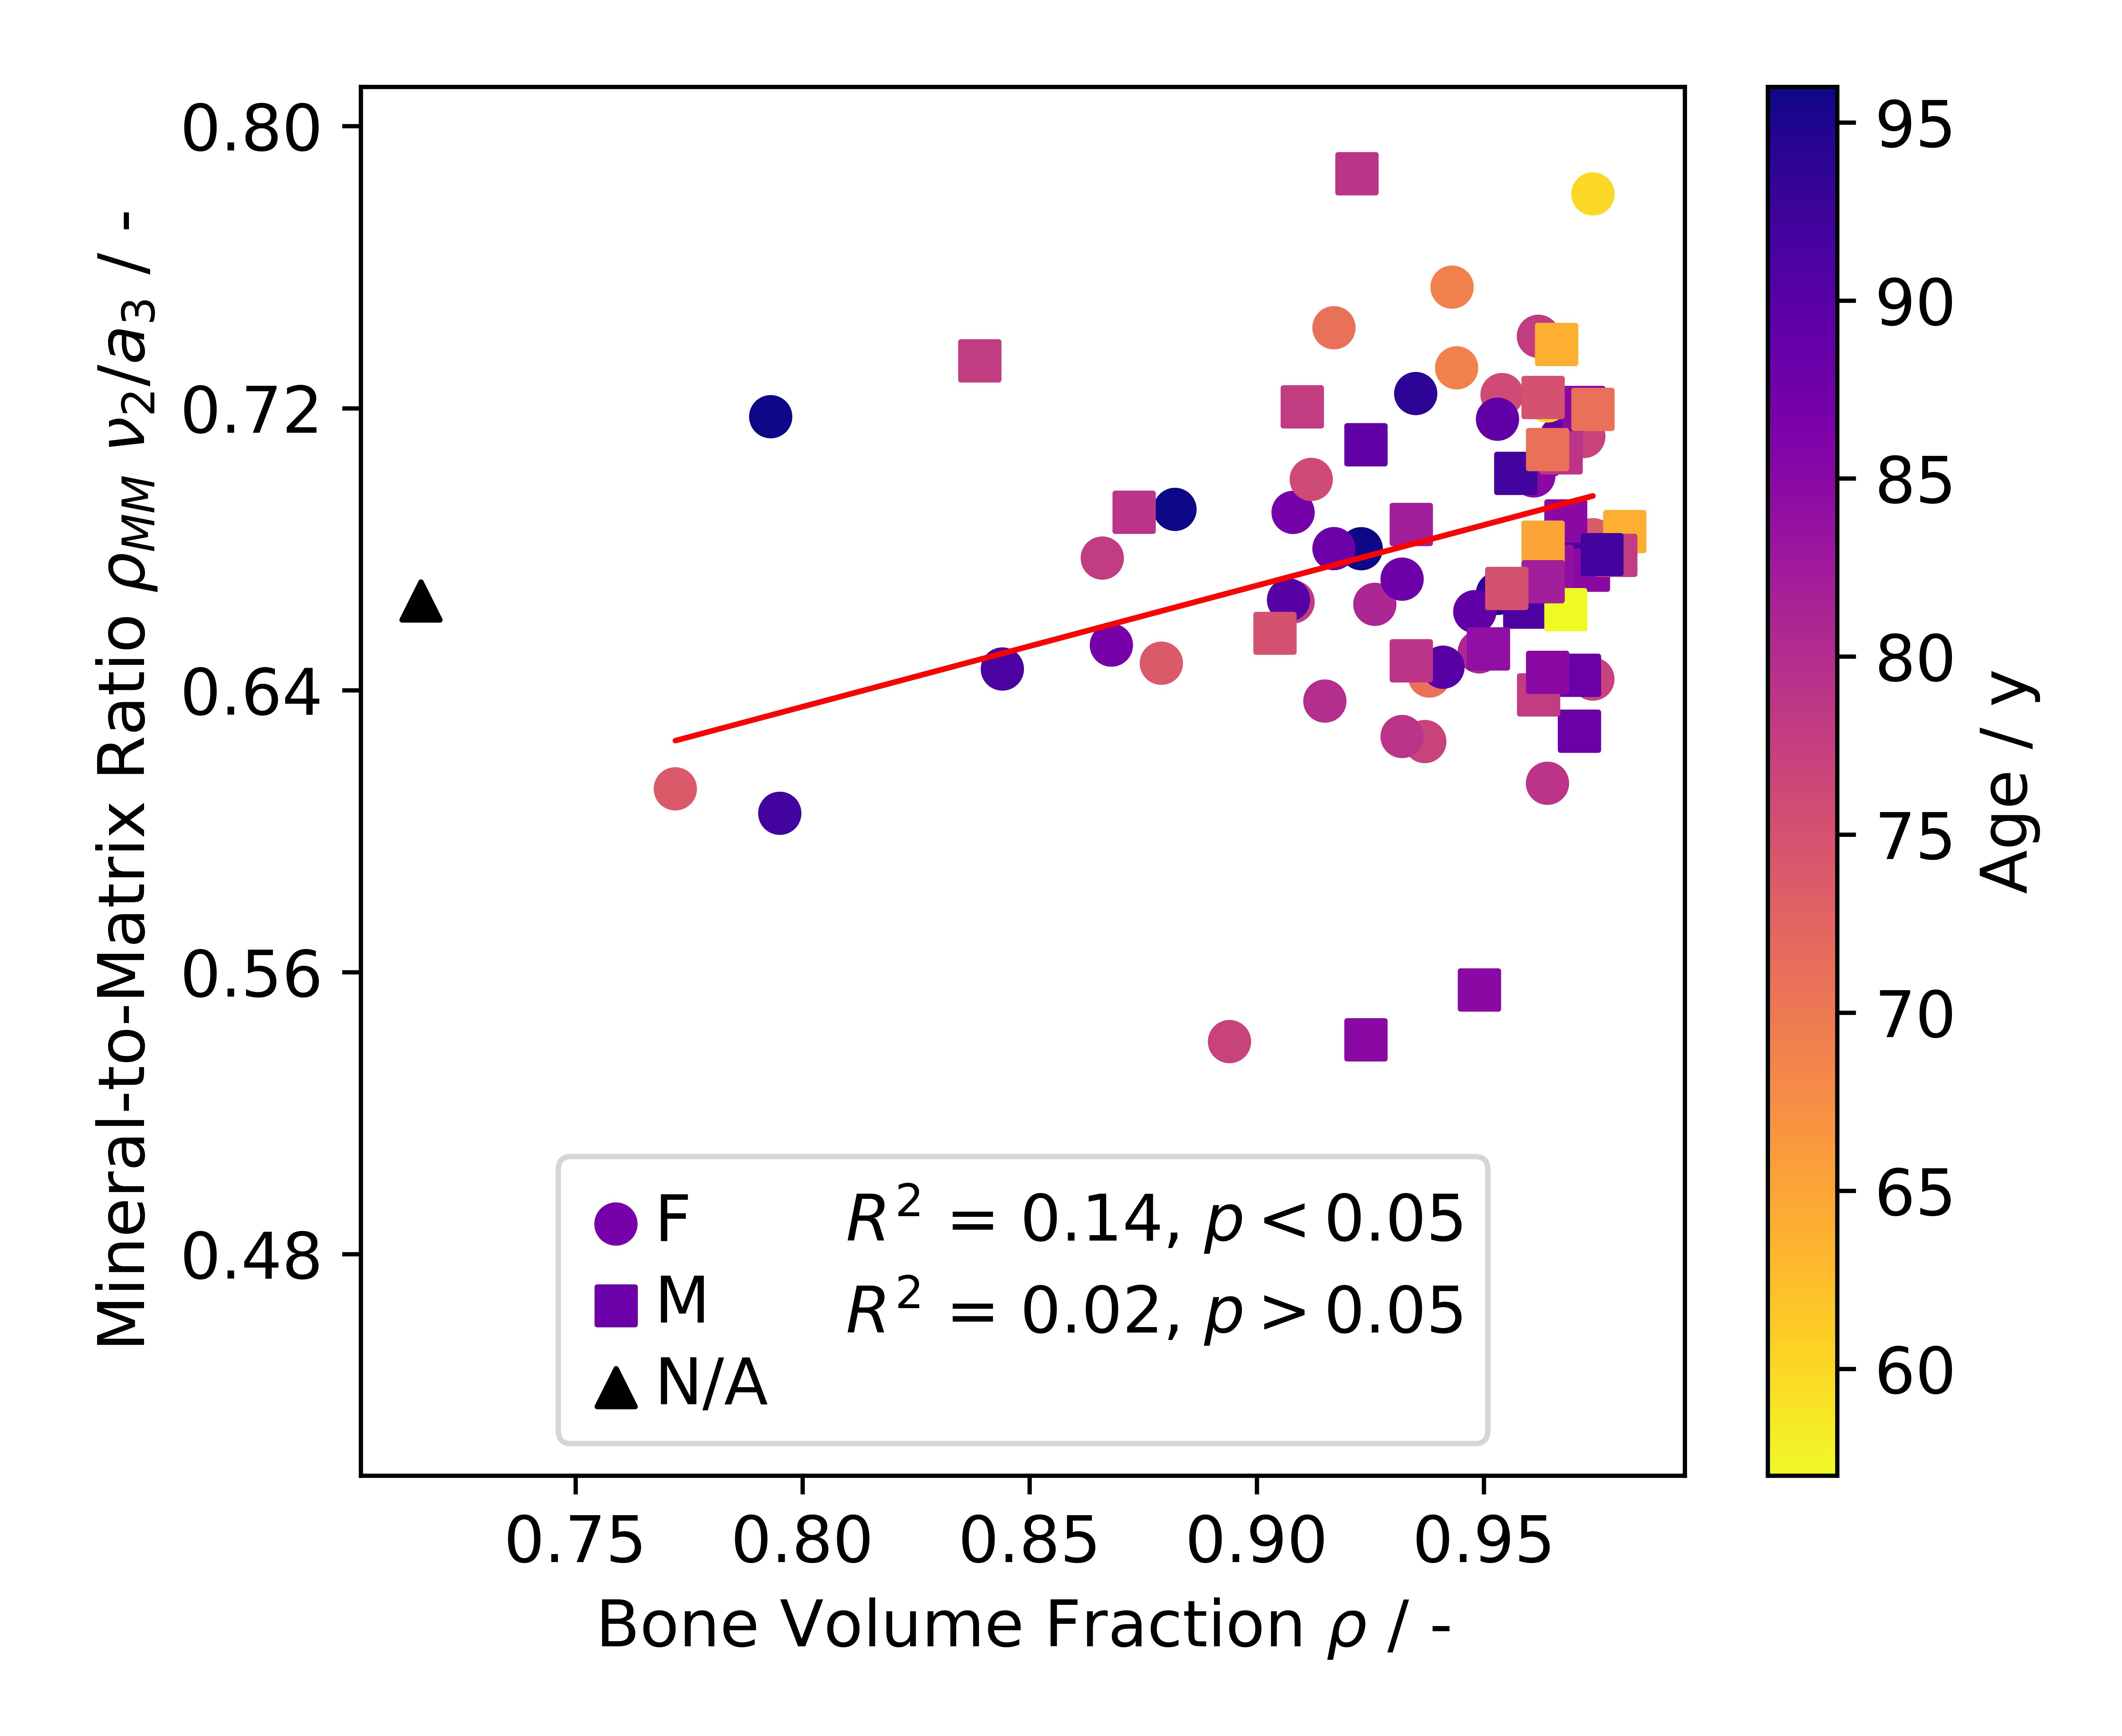 Mineral-to-Matrix Ratio ρMM ν2/a3 / -
0.80
0.72
0.64
0.56
0.48
F R² = 0.14, p < 0.05
M R² = 0.02, p > 0.05
N/A
0.75 0.80 0.85 0.90 0.95
Bone Volume Fraction ρ / -
95
90
85
80
75
70
65
60
Age / y